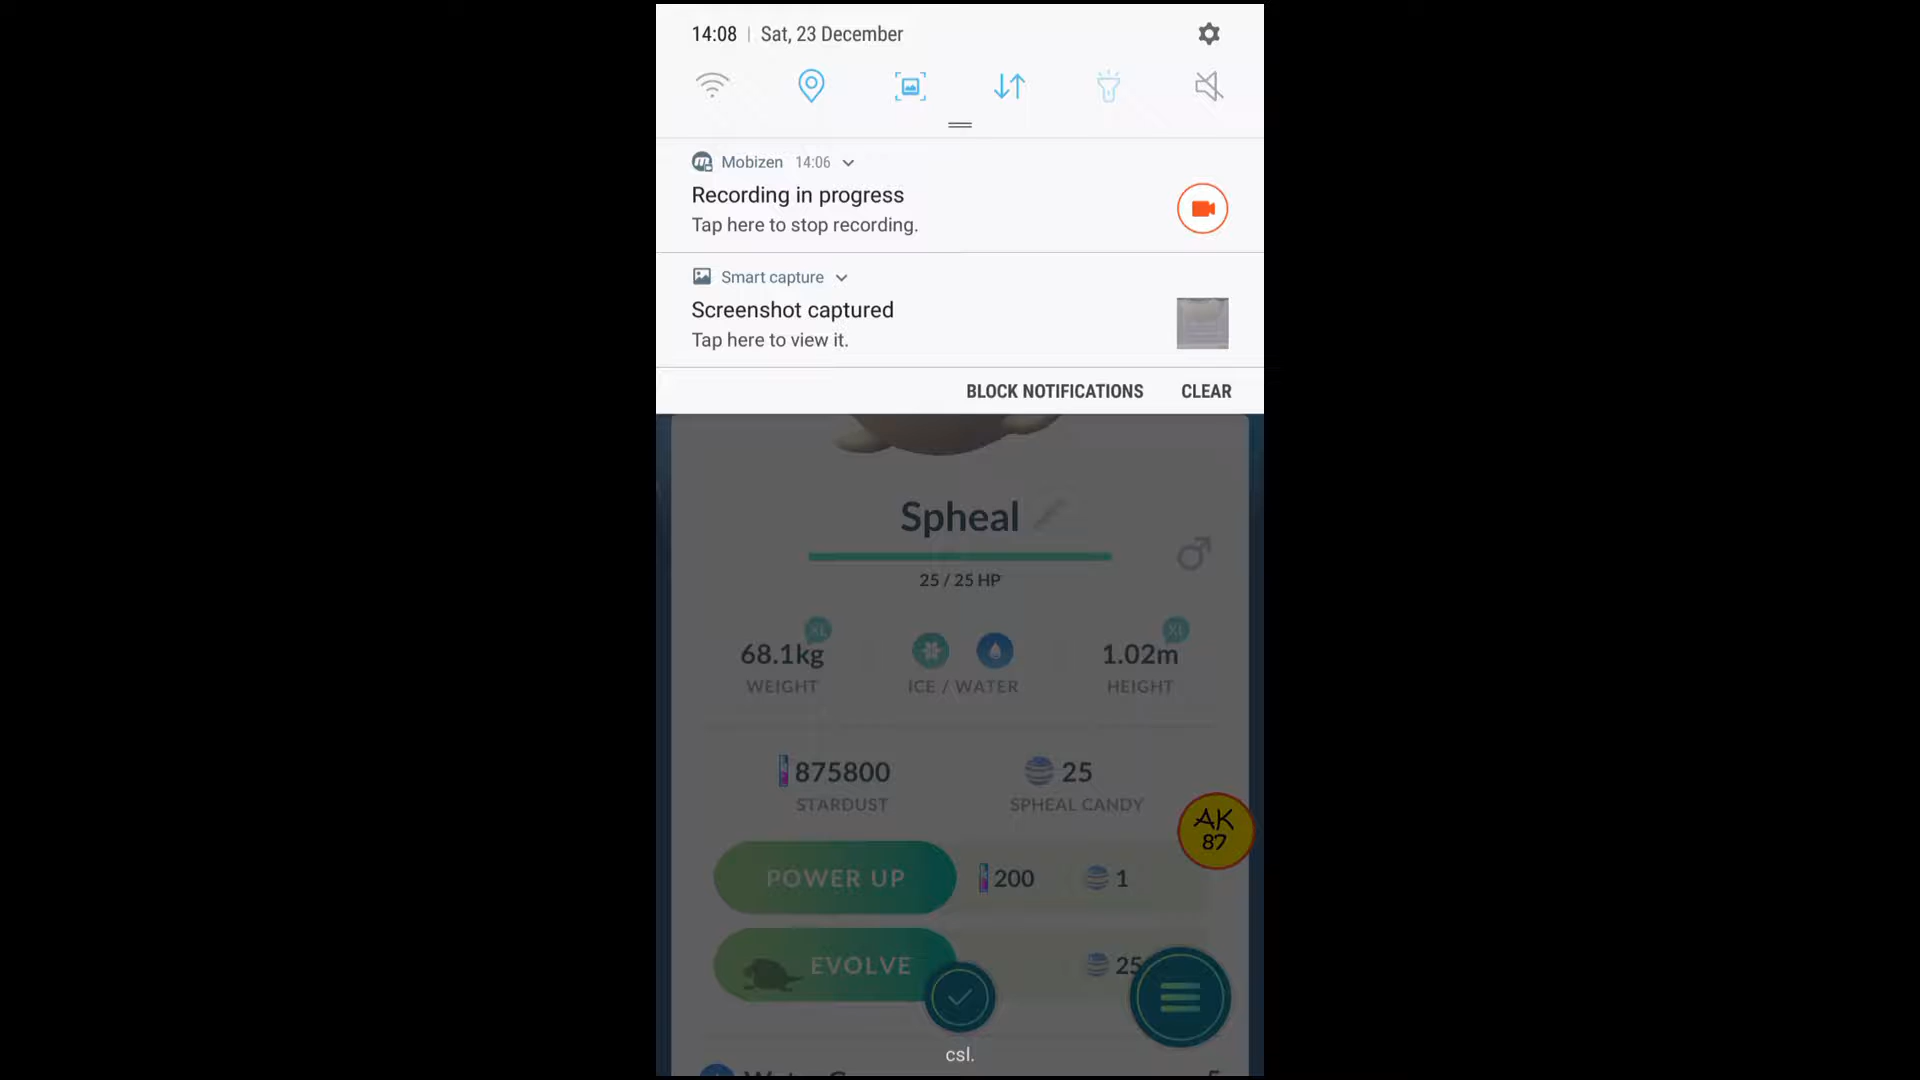 14:08 | Sat, 23 December
Mobizen 14:06
Recording in progress
Tap here to stop recording.
Smart capture
Screenshot captured
Tap here to view it.
BLOCK NOTIFICATIONS CLEAR
Spheal
25 / 25 HP
XL XL
68.1kg 1.02m
WEIGHT ICE / WATER HEIGHT
875800 25
STARDUST SPHEAL CANDY
AK
87
POWER UP 200 1
EVOLVE 25
csl.